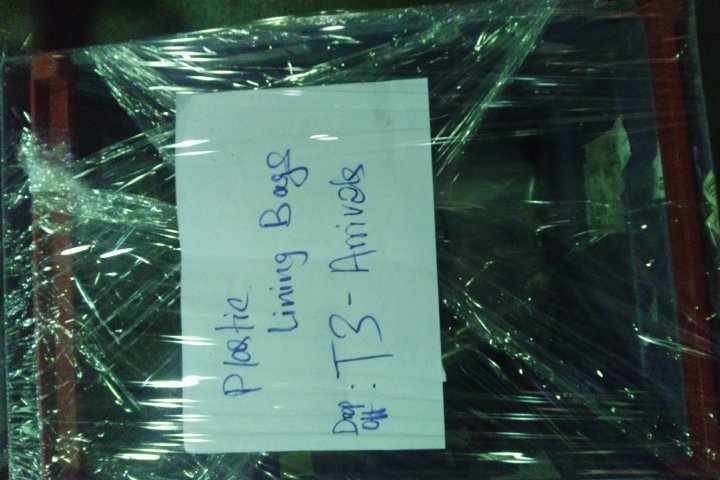 Plastic
Lining Bags
Drop off : T3 - Arrivals